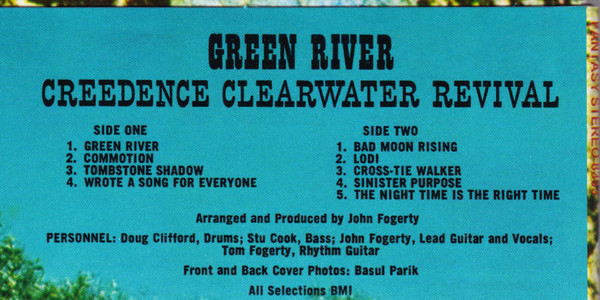 GREEN RIVER
CREEDENCE CLEARWATER REVIVAL
SIDE ONE
1. GREEN RIVER
2. COMMOTION
3. TOMBSTONE SHADOW
4. WROTE A SONG FOR EVERYONE
SIDE TWO
1. BAD MOON RISING
2. LODI
3. CROSS-TIE WALKER
4. SINISTER PURPOSE
5. THE NIGHT TIME IS THE RIGHT TIME
Arranged and Produced by John Fogerty
PERSONNEL: Doug Clifford, Drums; Stu Cook, Bass; John Fogerty, Lead Guitar and Vocals;
Tom Fogerty, Rhythm Guitar
Front and Back Cover Photos: Basul Parik
All Selections BMI
FANTASY STEREO